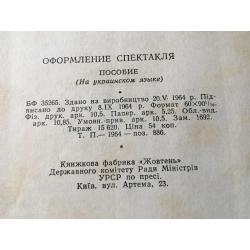 ОФОРМЛЕНИЕ СПЕКТАКЛЯ
ПОСОБИЕ
(На украинском языке)
БФ 35265. Здано на виробництво 20.V 1964 р. Під-
писано до друку 8.IX 1964 р. Формат 60×90¹/₁₆.
Фіз. друк. арк. 10,5. Папер. арк. 5,25. Обл.-вид.
арк. 10,85. Умовн.-прив. арк. 10,5. Зам. 1692.
Тираж 15 620. Ціна 54 коп.
Т. П.—1964 — поз. 886.
Книжкова фабрика «Жовтень»
Державного комітету Ради Міністрів
УРСР по пресі.
Київ, вул. Артема, 23.